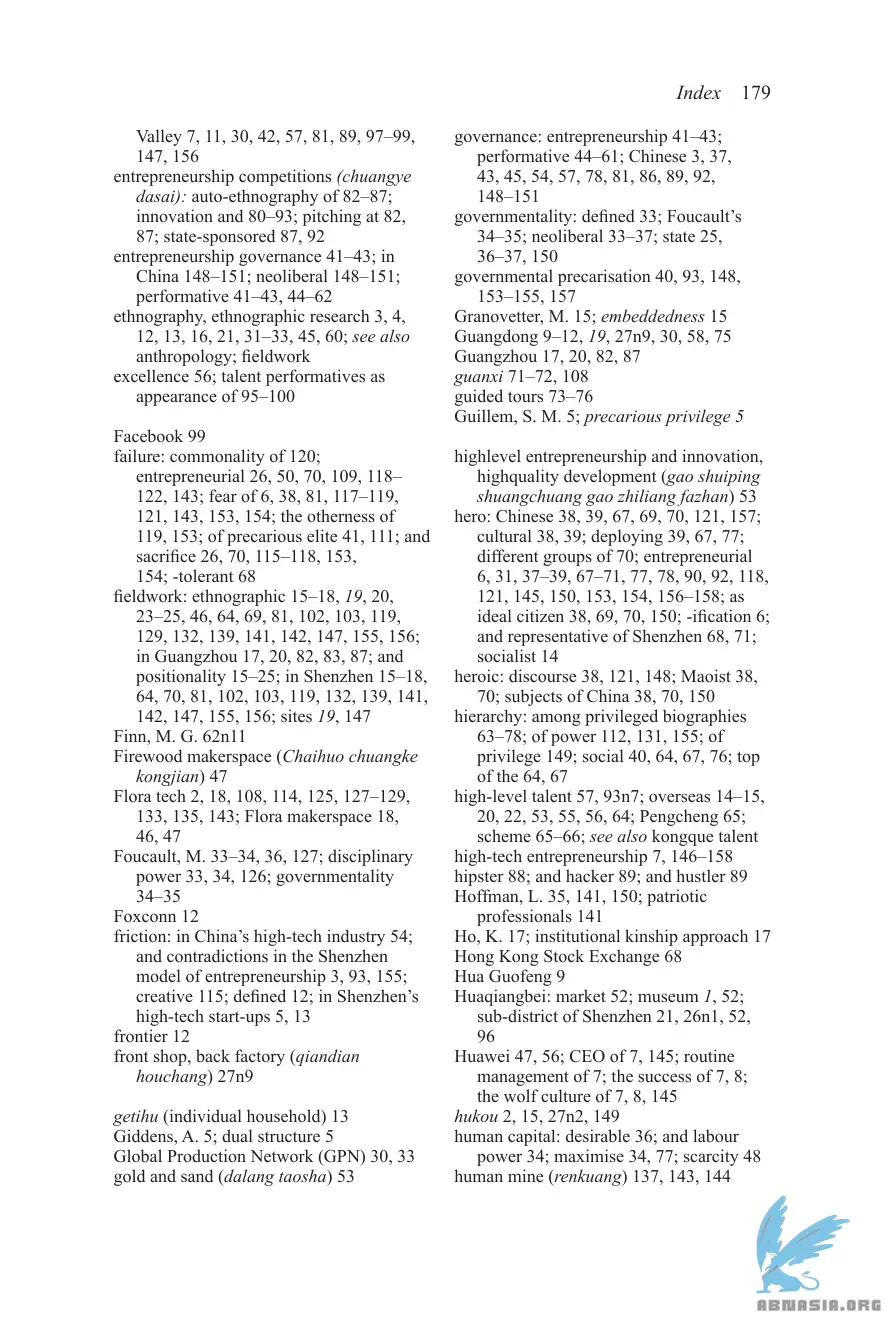 Index 179
Valley 7, 11, 30, 42, 57, 81, 89, 97–99,
147, 156
entrepreneurship competitions (chuangye
dasai): auto-ethnography of 82–87;
innovation and 80–93; pitching at 82,
87; state-sponsored 87, 92
entrepreneurship governance 41–43; in
China 148–151; neoliberal 148–151;
performative 41–43, 44–62
ethnography, ethnographic research 3, 4,
12, 13, 16, 21, 31–33, 45, 60; see also
anthropology; fieldwork
excellence 56; talent performatives as
appearance of 95–100
Facebook 99
failure: commonality of 120;
entrepreneurial 26, 50, 70, 109, 118–
122, 143; fear of 6, 38, 81, 117–119,
121, 143, 153, 154; the otherness of
119, 153; of precarious elite 41, 111; and
sacrifice 26, 70, 115–118, 153,
154; -tolerant 68
fieldwork: ethnographic 15–18, 19, 20,
23–25, 46, 64, 69, 81, 102, 103, 119,
129, 132, 139, 141, 142, 147, 155, 156;
in Guangzhou 17, 20, 82, 83, 87; and
positionality 15–25; in Shenzhen 15–18,
64, 70, 81, 102, 103, 119, 132, 139, 141,
142, 147, 155, 156; sites 19, 147
Finn, M. G. 62n11
Firewood makerspace (Chaihuo chuangke
kongjian) 47
Flora tech 2, 18, 108, 114, 125, 127–129,
133, 135, 143; Flora makerspace 18,
46, 47
Foucault, M. 33–34, 36, 127; disciplinary
power 33, 34, 126; governmentality
34–35
Foxconn 12
friction: in China's high-tech industry 54;
and contradictions in the Shenzhen
model of entrepreneurship 3, 93, 155;
creative 115; defined 12; in Shenzhen's
high-tech start-ups 5, 13
frontier 12
front shop, back factory (qiandian
houchang) 27n9
getihu (individual household) 13
Giddens, A. 5; dual structure 5
Global Production Network (GPN) 30, 33
gold and sand (dalang taosha) 53
governance: entrepreneurship 41–43;
performative 44–61; Chinese 3, 37,
43, 45, 54, 57, 78, 81, 86, 89, 92,
148–151
governmentality: defined 33; Foucault's
34–35; neoliberal 33–37; state 25,
36–37, 150
governmental precarisation 40, 93, 148,
153–155, 157
Granovetter, M. 15; embeddedness 15
Guangdong 9–12, 19, 27n9, 30, 58, 75
Guangzhou 17, 20, 82, 87
guanxi 71–72, 108
guided tours 73–76
Guillem, S. M. 5; precarious privilege 5
highlevel entrepreneurship and innovation,
highquality development (gao shuiping
shuangchuang gao zhiliang fazhan) 53
hero: Chinese 38, 39, 67, 69, 70, 121, 157;
cultural 38, 39; deploying 39, 67, 77;
different groups of 70; entrepreneurial
6, 31, 37–39, 67–71, 77, 78, 90, 92, 118,
121, 145, 150, 153, 154, 156–158; as
ideal citizen 38, 69, 70, 150; -ification 6;
and representative of Shenzhen 68, 71;
socialist 14
heroic: discourse 38, 121, 148; Maoist 38,
70; subjects of China 38, 70, 150
hierarchy: among privileged biographies
63–78; of power 112, 131, 155; of
privilege 149; social 40, 64, 67, 76; top
of the 64, 67
high-level talent 57, 93n7; overseas 14–15,
20, 22, 53, 55, 56, 64; Pengcheng 65;
scheme 65–66; see also kongque talent
high-tech entrepreneurship 7, 146–158
hipster 88; and hacker 89; and hustler 89
Hoffman, L. 35, 141, 150; patriotic
professionals 141
Ho, K. 17; institutional kinship approach 17
Hong Kong Stock Exchange 68
Hua Guofeng 9
Huaqiangbei: market 52; museum 1, 52;
sub-district of Shenzhen 21, 26n1, 52,
96
Huawei 47, 56; CEO of 7, 145; routine
management of 7; the success of 7, 8;
the wolf culture of 7, 8, 145
hukou 2, 15, 27n2, 149
human capital: desirable 36; and labour
power 34; maximise 34, 77; scarcity 48
human mine (renkuang) 137, 143, 144
ABNASIA.ORG